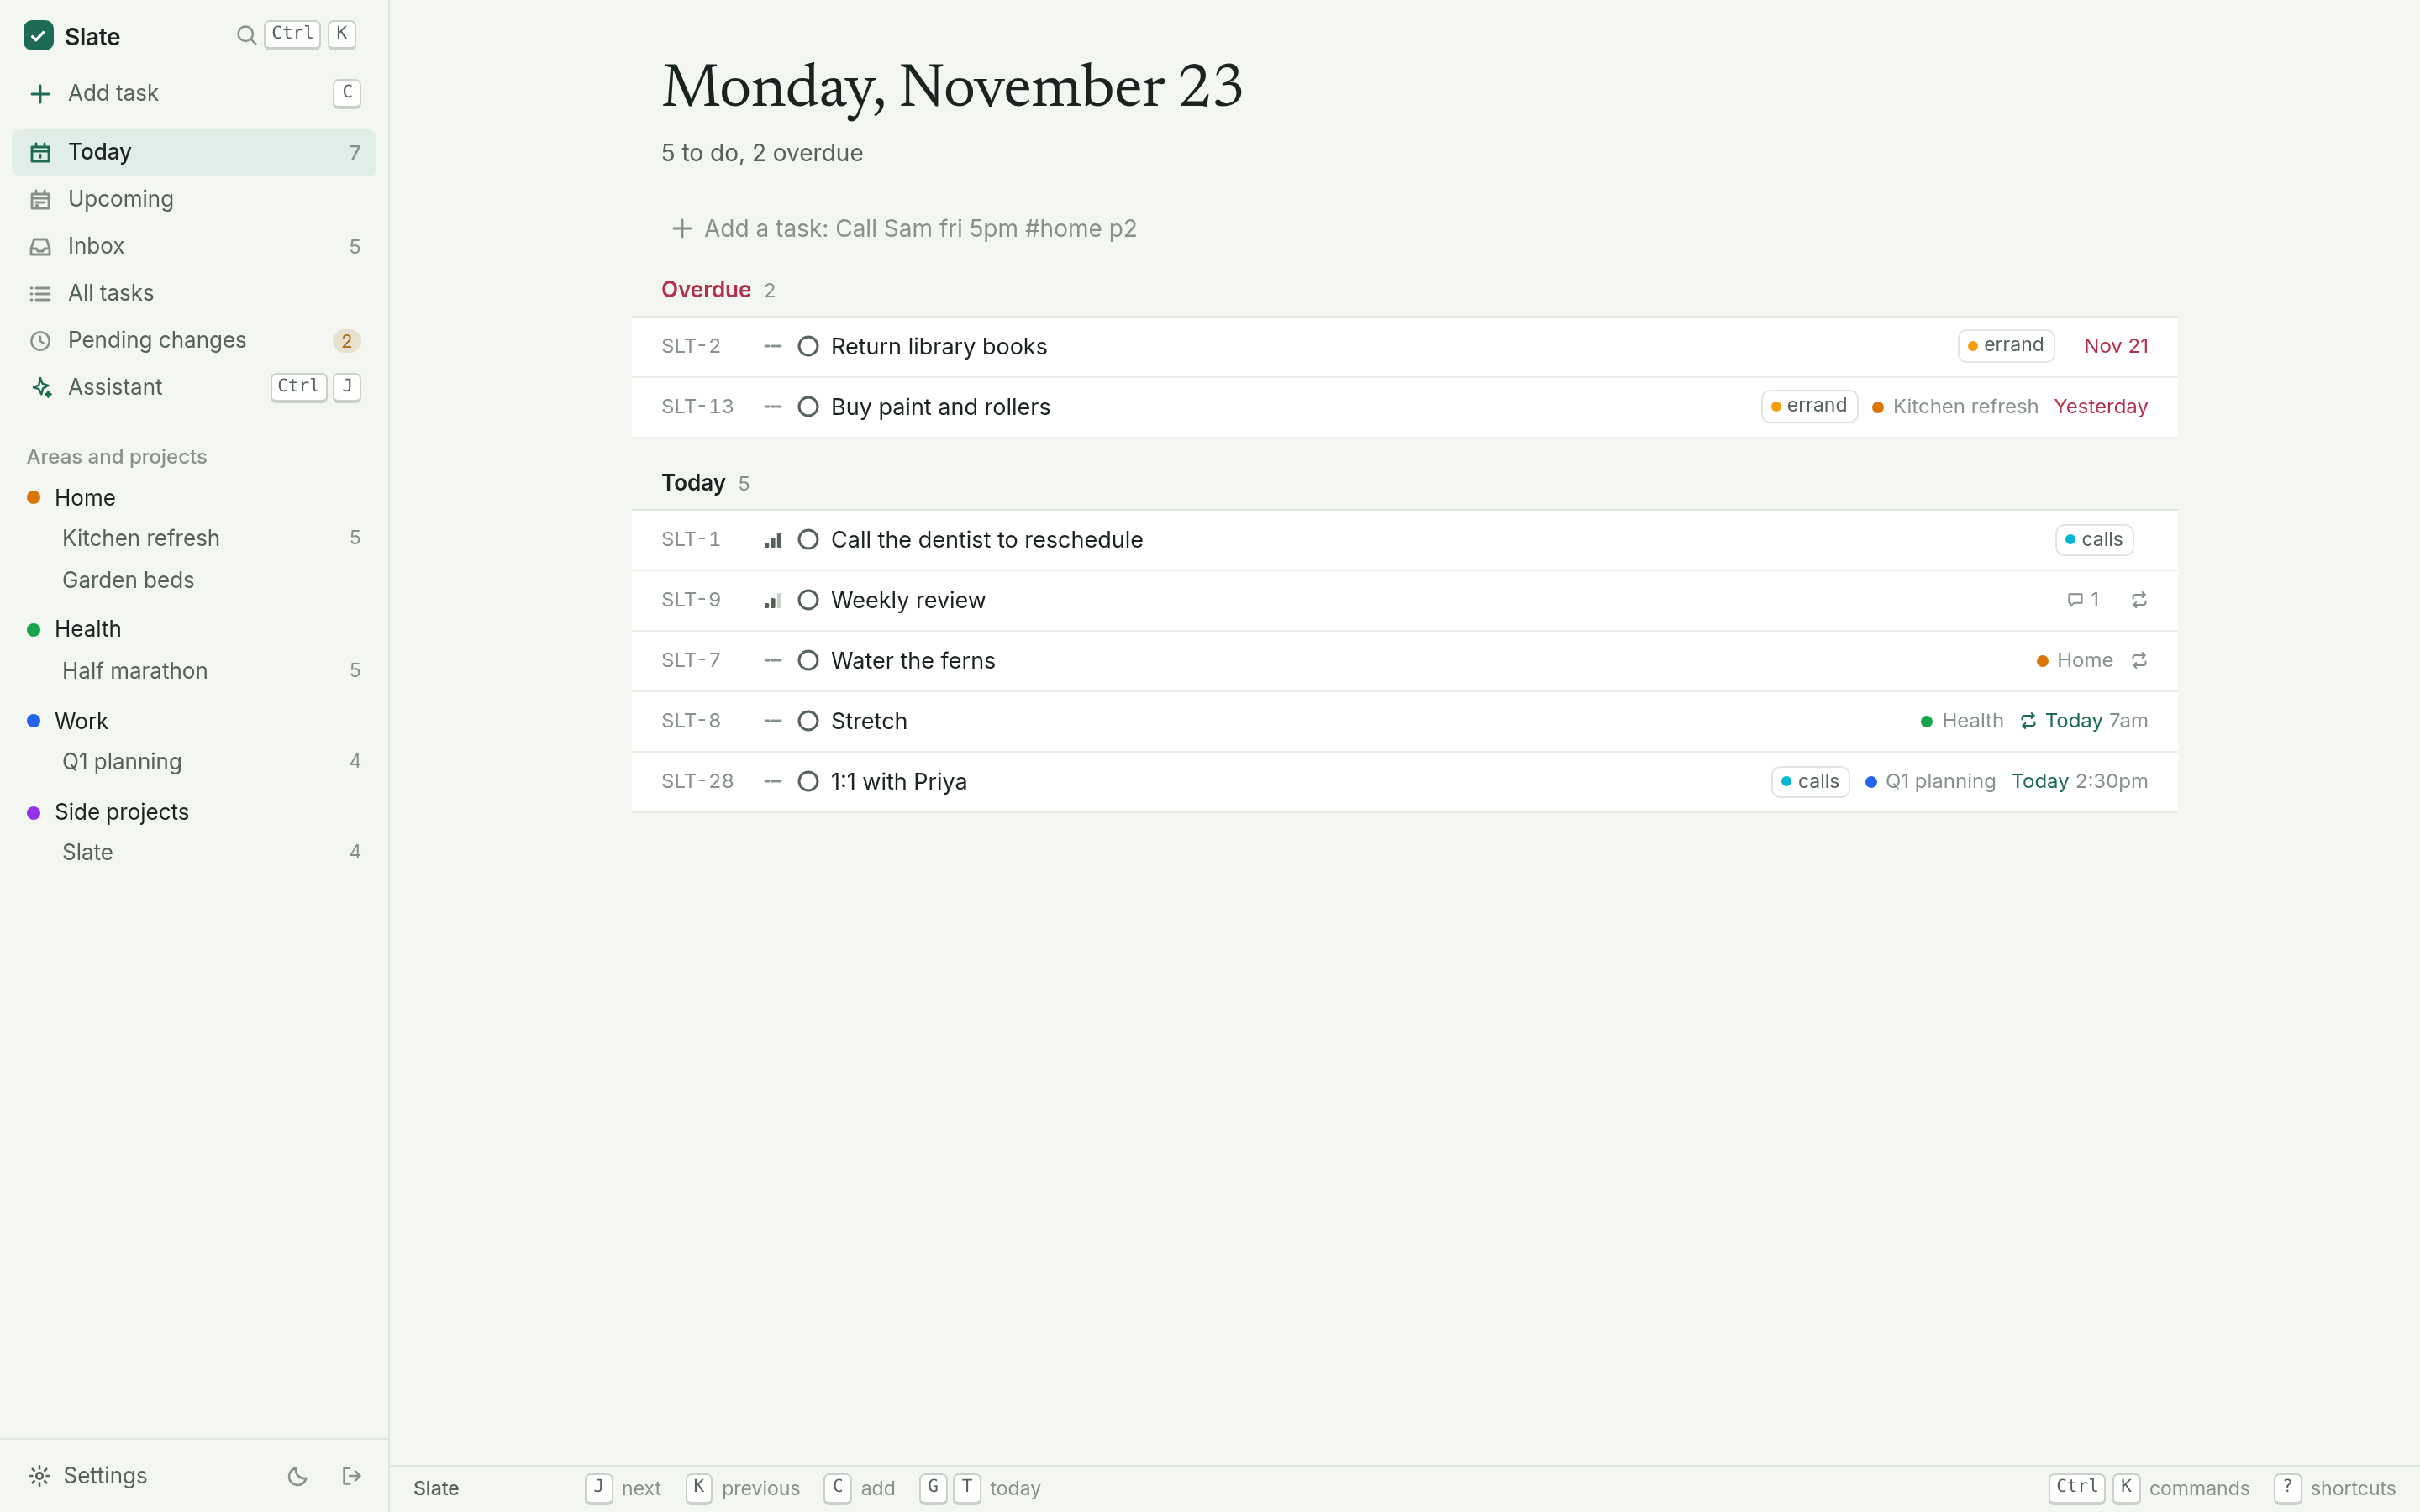 Slate Ctrl K
Add task C
Today 7
Upcoming
Inbox 5
All tasks
Pending changes 2
Assistant Ctrl J
Areas and projects
Home
Kitchen refresh 5
Garden beds
Health
Half marathon 5
Work
Q1 planning 4
Side projects
Slate 4
Settings
Monday, November 23
5 to do, 2 overdue
Add a task: Call Sam fri 5pm #home p2
Overdue 2
SLT-2 Return library books errand Nov 21
SLT-13 Buy paint and rollers errand Kitchen refresh Yesterday
Today 5
SLT-1 Call the dentist to reschedule calls
SLT-9 Weekly review 1
SLT-7 Water the ferns Home
SLT-8 Stretch Health Today 7am
SLT-28 1:1 with Priya calls Q1 planning Today 2:30pm
Slate J next K previous C add G T today Ctrl K commands ? shortcuts